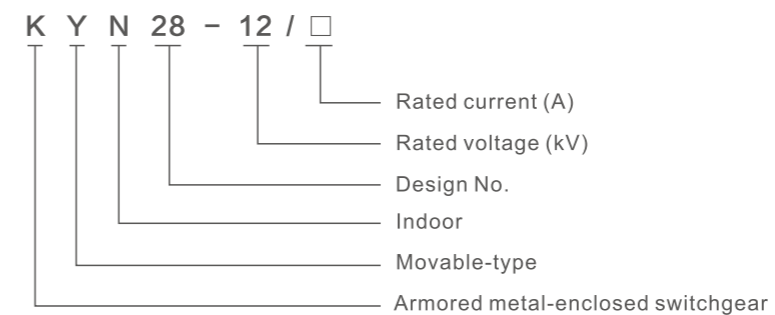 K Y N 28 - 12 / □
Rated current (A)
Rated voltage (kV)
Design No.
Indoor
Movable-type
Armored metal-enclosed switchgear